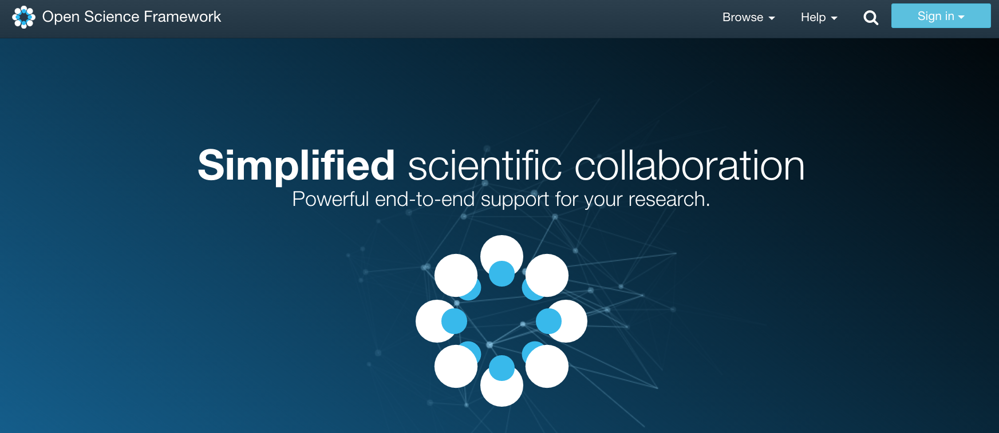 Open Science Framework
Browse
Help
Sign in
Simplified scientific collaboration
Powerful end-to-end support for your research.